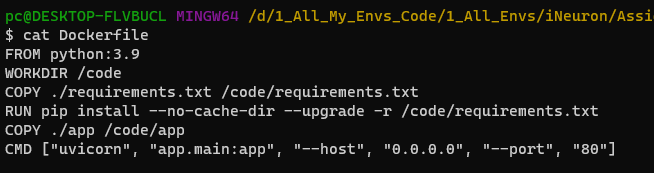 pc@DESKTOP-FLVBUCL MINGW64 /d/1_All_My_Envs_Code/1_All_Envs/iNeuron/Assi
$ cat Dockerfile
FROM python:3.9
WORKDIR /code
COPY ./requirements.txt /code/requirements.txt
RUN pip install --no-cache-dir --upgrade -r /code/requirements.txt
COPY ./app /code/app
CMD ["uvicorn", "app.main:app", "--host", "0.0.0.0", "--port", "80"]